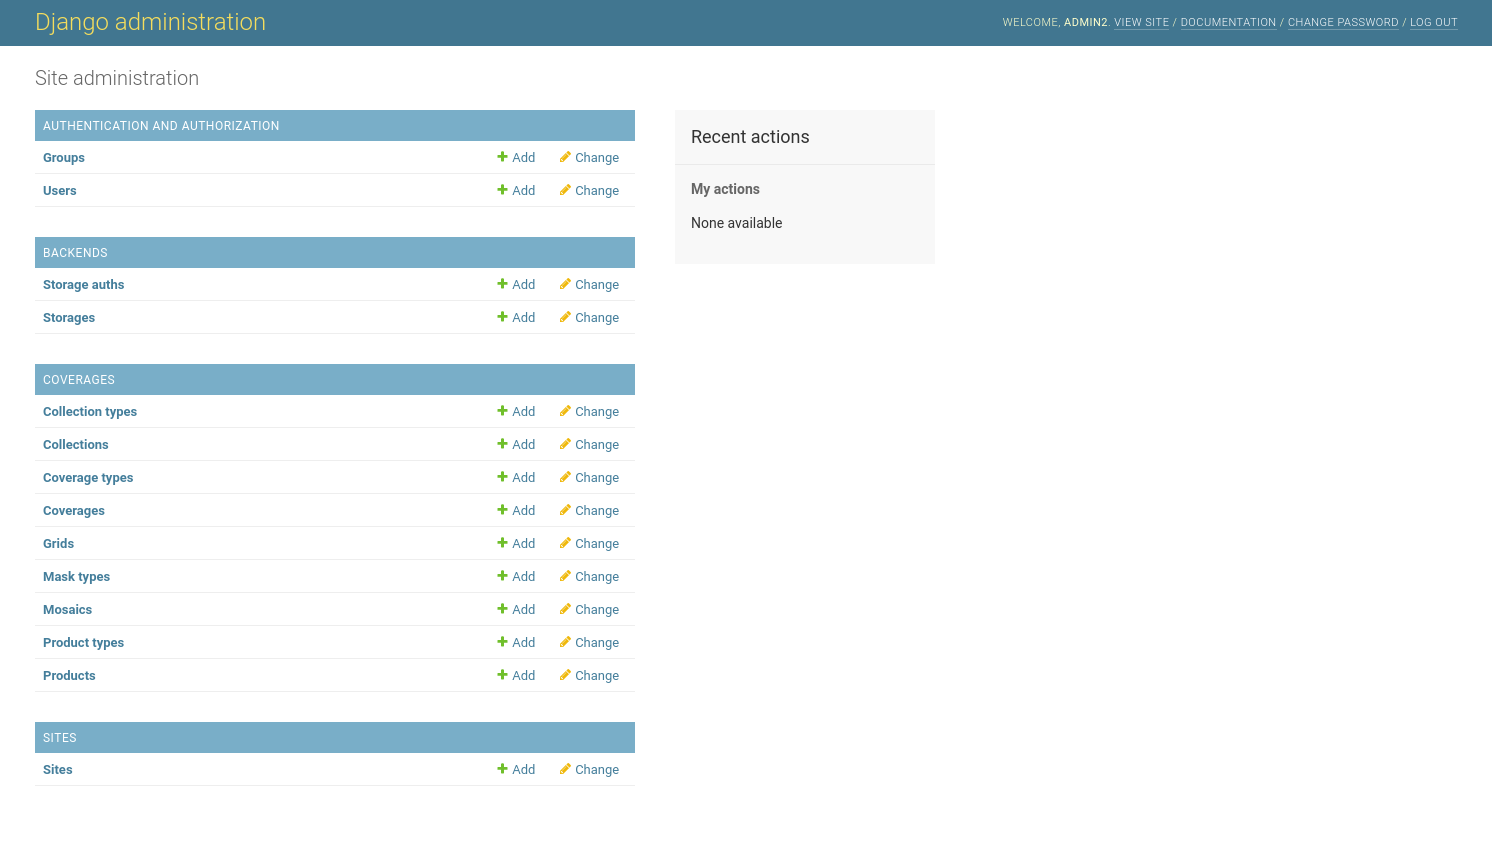 Django administration
WELCOME, ADMIN2. VIEW SITE / DOCUMENTATION / CHANGE PASSWORD / LOG OUT
Site administration
AUTHENTICATION AND AUTHORIZATION
Groups Add Change
Users Add Change
BACKENDS
Storage auths Add Change
Storages Add Change
COVERAGES
Collection types Add Change
Collections Add Change
Coverage types Add Change
Coverages Add Change
Grids Add Change
Mask types Add Change
Mosaics Add Change
Product types Add Change
Products Add Change
SITES
Sites Add Change
Recent actions
My actions
None available